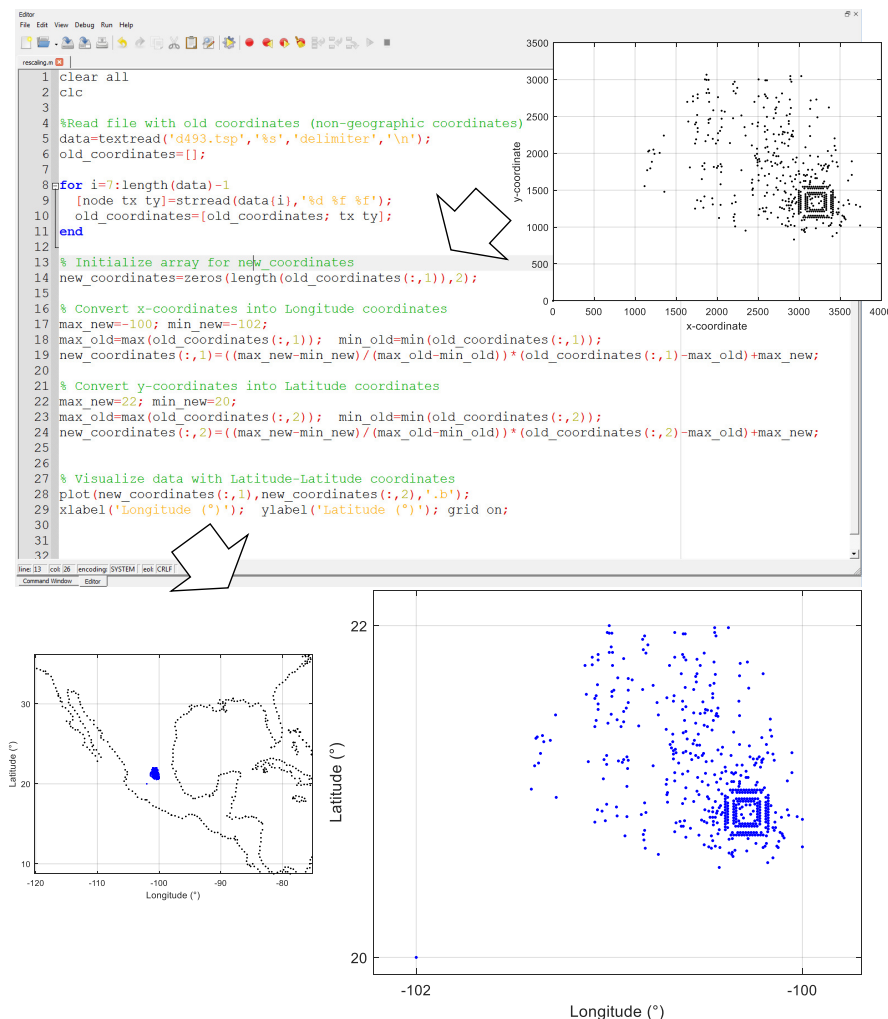 Editor
File Edit View Debug Run Help
rescaling.m
1 clear all
2 clc
3
4 %Read file with old coordinates (non-geographic coordinates)
5 data=textread('d493.tsp','%s','delimiter','\n');
6 old_coordinates=[];
7
8 for i=7:length(data)-1
9 [node tx ty]=strread(data{i},'%d %f %f');
10 old_coordinates=[old_coordinates; tx ty];
11 end
12
13 % Initialize array for new_coordinates
14 new_coordinates=zeros(length(old_coordinates(:,1)),2);
15
16 % Convert x-coordinates into Longitude coordinates
17 max_new=-100; min_new=-102;
18 max_old=max(old_coordinates(:,1)); min_old=min(old_coordinates(:,1));
19 new_coordinates(:,1)=((max_new-min_new)/(max_old-min_old))*(old_coordinates(:,1)-max_old)+max_new;
20
21 % Convert y-coordinates into Latitude coordinates
22 max_new=22; min_new=20;
23 max_old=max(old_coordinates(:,2)); min_old=min(old_coordinates(:,2));
24 new_coordinates(:,2)=((max_new-min_new)/(max_old-min_old))*(old_coordinates(:,2)-max_old)+max_new;
25
26
27 % Visualize data with Latitude-Latitude coordinates
28 plot(new_coordinates(:,1),new_coordinates(:,2),'.b');
29 xlabel('Longitude (°)'); ylabel('Latitude (°)'); grid on;
30
31
32
line: 13 col: 26 encoding: SYSTEM eol: CRLF
Command Window Editor
3500
3000
2500
2000
1500
1000
500
0
y-coordinate
0 500 1000 1500 2000 2500 3000 3500 4000
x-coordinate
30
20
10
Latitude (°)
-120 -110 -100 -90 -80
Longitude (°)
22
20
Latitude (°)
-102 -100
Longitude (°)